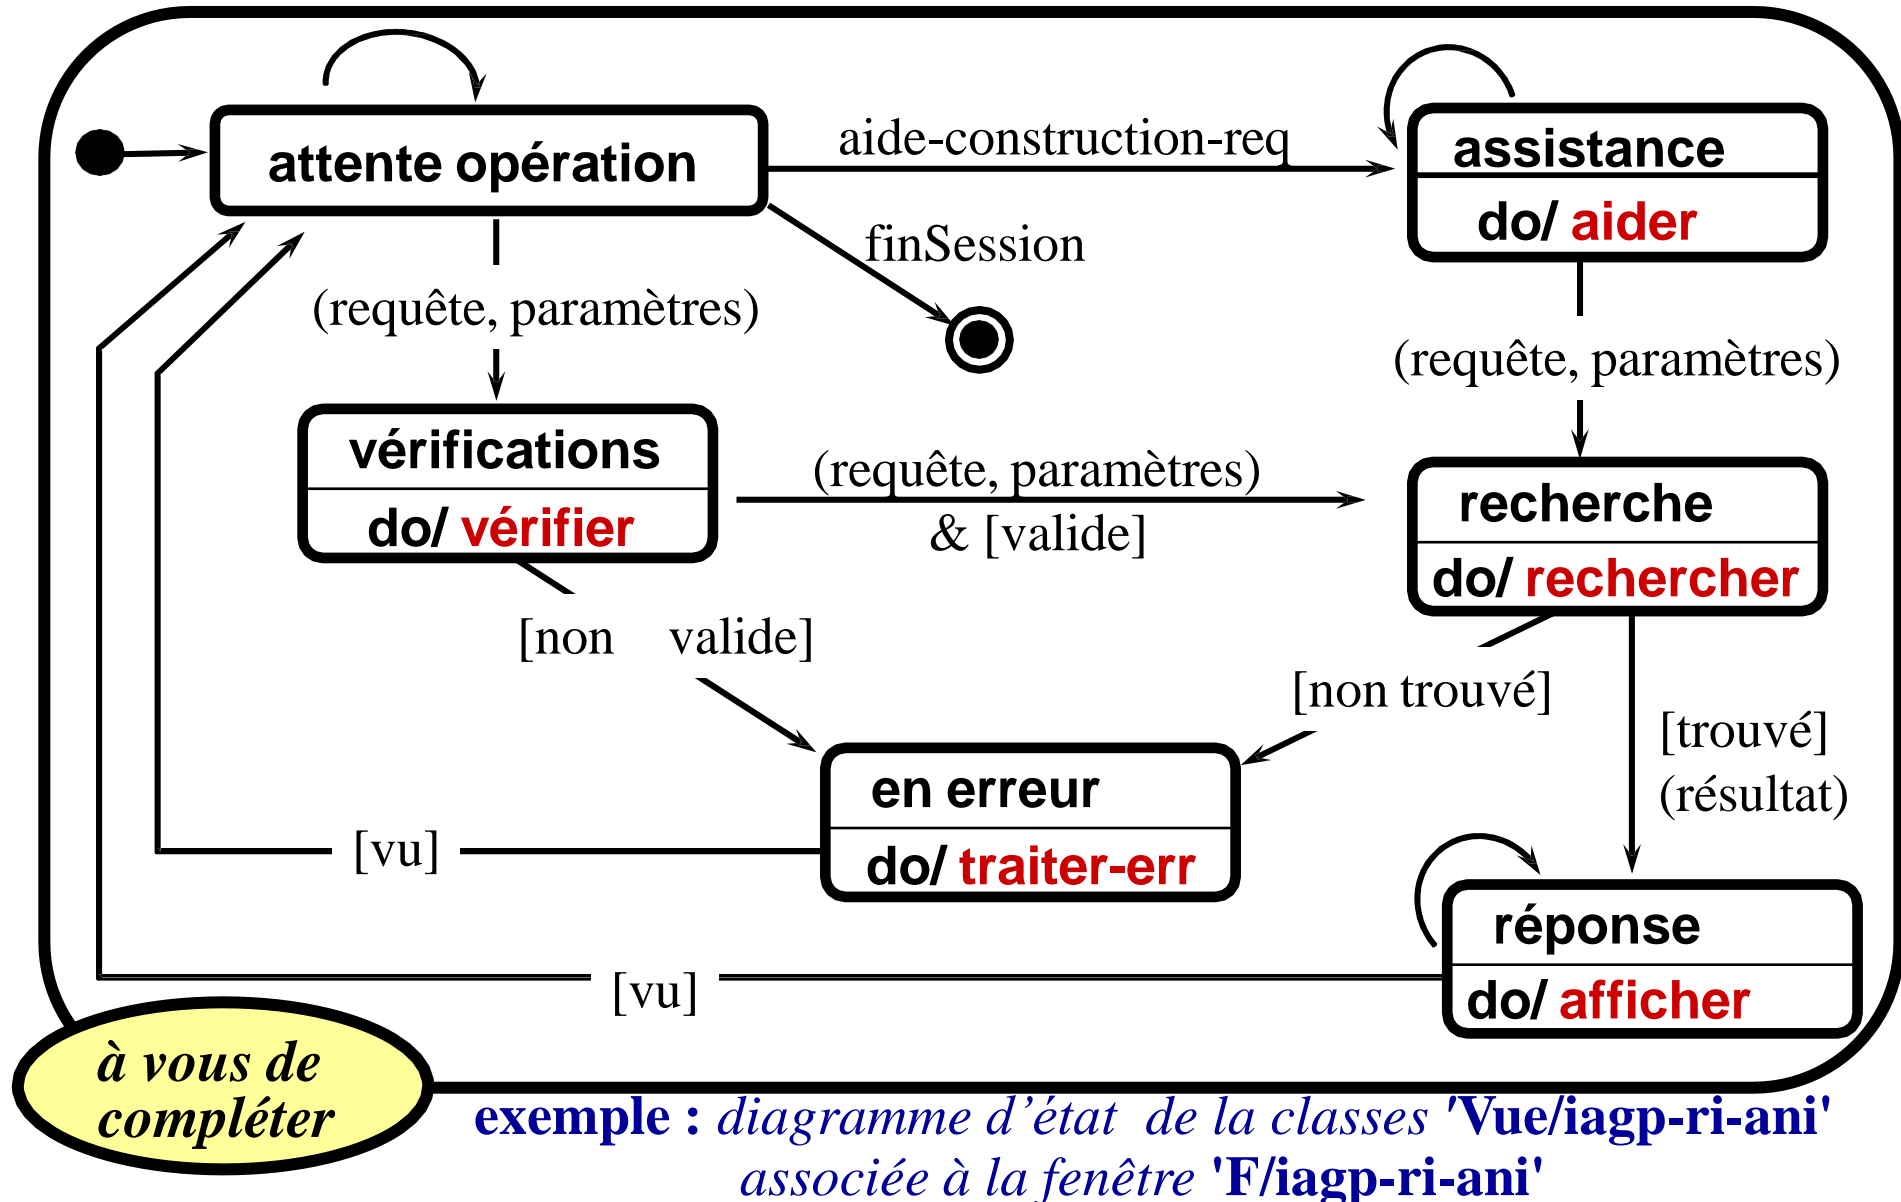 attente opération
aide-construction-req
assistance
do/ aider
finSession
(requête, paramètres)
(requête, paramètres)
vérifications
do/ vérifier
(requête, paramètres)
& [valide]
recherche
do/ rechercher
[non valide]
[non trouvé]
[trouvé]
(résultat)
en erreur
do/ traiter-err
[vu]
réponse
do/ afficher
[vu]
à vous de
compléter
exemple : diagramme d’état de la classes 'Vue/iagp-ri-ani'
associée à la fenêtre 'F/iagp-ri-ani'